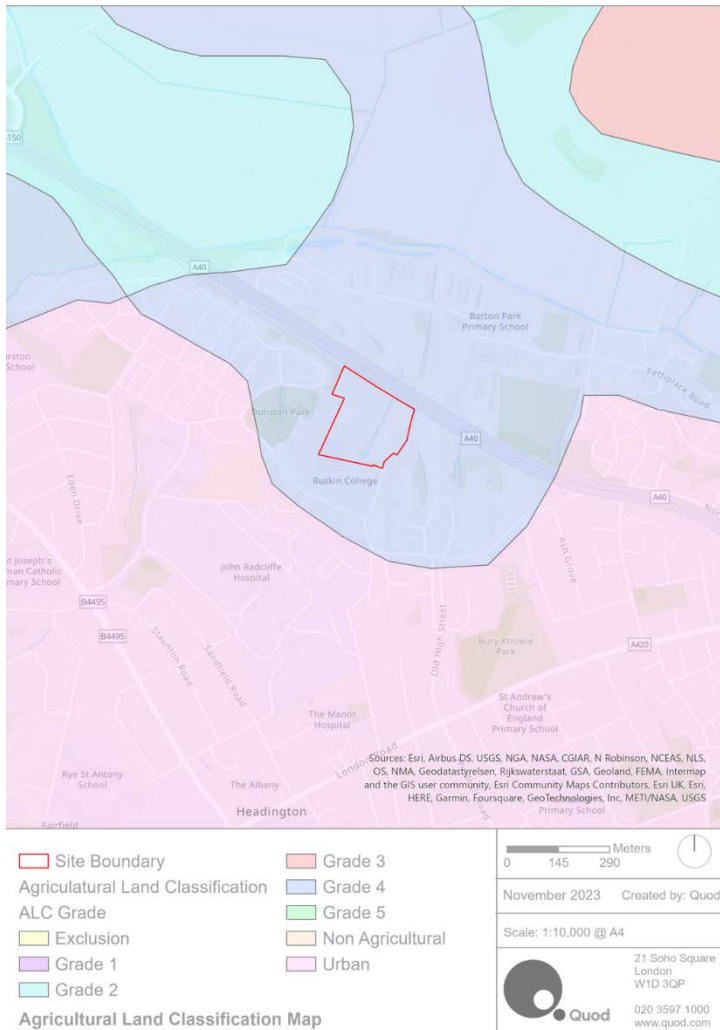 -150
A40
Barton Park
Primary School
Fettiplace Road
Dunstan Park
A40
Ruskin College
School
Eden Drive
A40
St Joseph's
man Catholic
mary School
John Radcliffe
Hospital
Ash Grove
B4495
B4495
Staunton Road
Sandfield Road
Old High Street
Bury Knowle
Park
A420
The Manor
Hospital
St Andrew's
Church of
England
Primary School
London Road
Sources: Esri, Airbus DS, USGS, NGA, NASA, CGIAR, N Robinson, NCEAS, NLS,
OS, NMA, Geodatastyrelsen, Rijkswaterstaat, GSA, Geoland, FEMA, Intermap
and the GIS user community, Esri Community Maps Contributors, Esri UK, Esri,
HERE, Garmin, Foursquare, GeoTechnologies, Inc, METI/NASA, USGS
Primary School
Rye St Antony
School
The Albany
Headington
Fairfield
Site Boundary
Agriculatural Land Classification
ALC Grade
Exclusion
Grade 1
Grade 2
Grade 3
Grade 4
Grade 5
Non Agricultural
Urban
Agricultural Land Classification Map
Meters
0 145 290
November 2023 Created by: Quod
Scale: 1:10,000 @ A4
Quod
21 Soho Square
London
W1D 3QP
020 3597 1000
www.quod.com